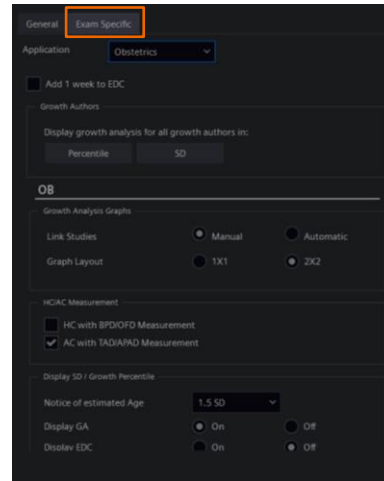 General Exam Specific
Application Obstetrics
Add 1 week to EDC
Growth Authors
Display growth analysis for all growth authors in:
Percentile SD
OB
Growth Analysis Graphs
Link Studies Manual Automatic
Graph Layout 1X1 2X2
HC/AC Measurement
HC with BPD/OFD Measurement
AC with TAD/APAD Measurement
Display SD / Growth Percentile
Notice of estimated Age 1.5 SD
Display GA On Off
Display EDC On Off